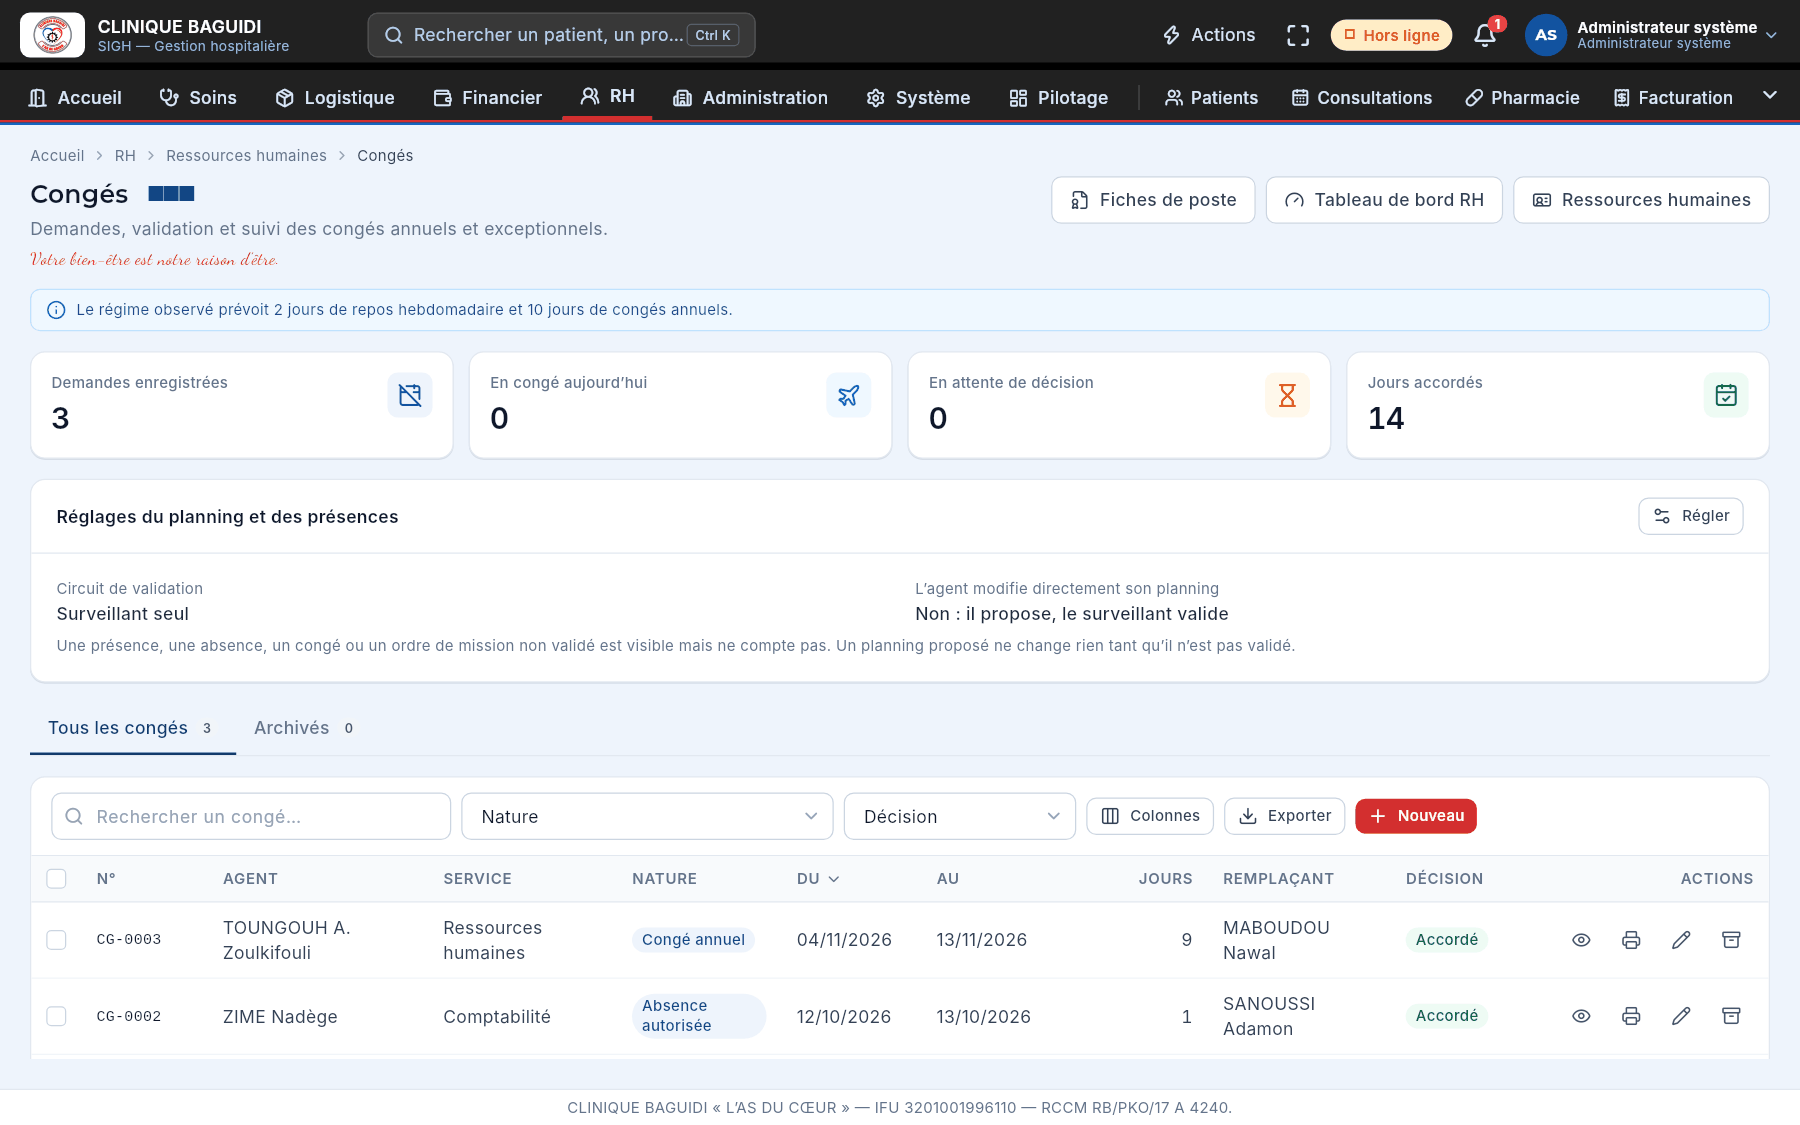 CLINIQUE BAGUIDI
SIGH — Gestion hospitalière
Rechercher un patient, un pro... Ctrl K
Actions
Hors ligne
1
AS
Administrateur système
Administrateur système
Accueil
Soins
Logistique
Financier
RH
Administration
Système
Pilotage
Patients
Consultations
Pharmacie
Facturation
Accueil > RH > Ressources humaines > Congés
Congés
Fiches de poste
Tableau de bord RH
Ressources humaines
Demandes, validation et suivi des congés annuels et exceptionnels.
Votre bien-être est notre raison d'être.
Le régime observé prévoit 2 jours de repos hebdomadaire et 10 jours de congés annuels.
Demandes enregistrées
3
En congé aujourd’hui
0
En attente de décision
0
Jours accordés
14
Réglages du planning et des présences
Régler
Circuit de validation
Surveillant seul
L’agent modifie directement son planning
Non : il propose, le surveillant valide
Une présence, une absence, un congé ou un ordre de mission non validé est visible mais ne compte pas. Un planning proposé ne change rien tant qu’il n’est pas validé.
Tous les congés 3
Archivés 0
Rechercher un congé...
Nature
Décision
Colonnes
Exporter
Nouveau
N° AGENT SERVICE NATURE DU AU JOURS REMPLAÇANT DÉCISION ACTIONS
CG-0003 TOUNGOUH A. Zoulkifouli Ressources humaines Congé annuel 04/11/2026 13/11/2026 9 MABOUDOU Nawal Accordé
CG-0002 ZIME Nadège Comptabilité Absence autorisée 12/10/2026 13/10/2026 1 SANOUSSI Adamon Accordé
CLINIQUE BAGUIDI « L’AS DU CŒUR » — IFU 3201001996110 — RCCM RB/PKO/17 A 4240.